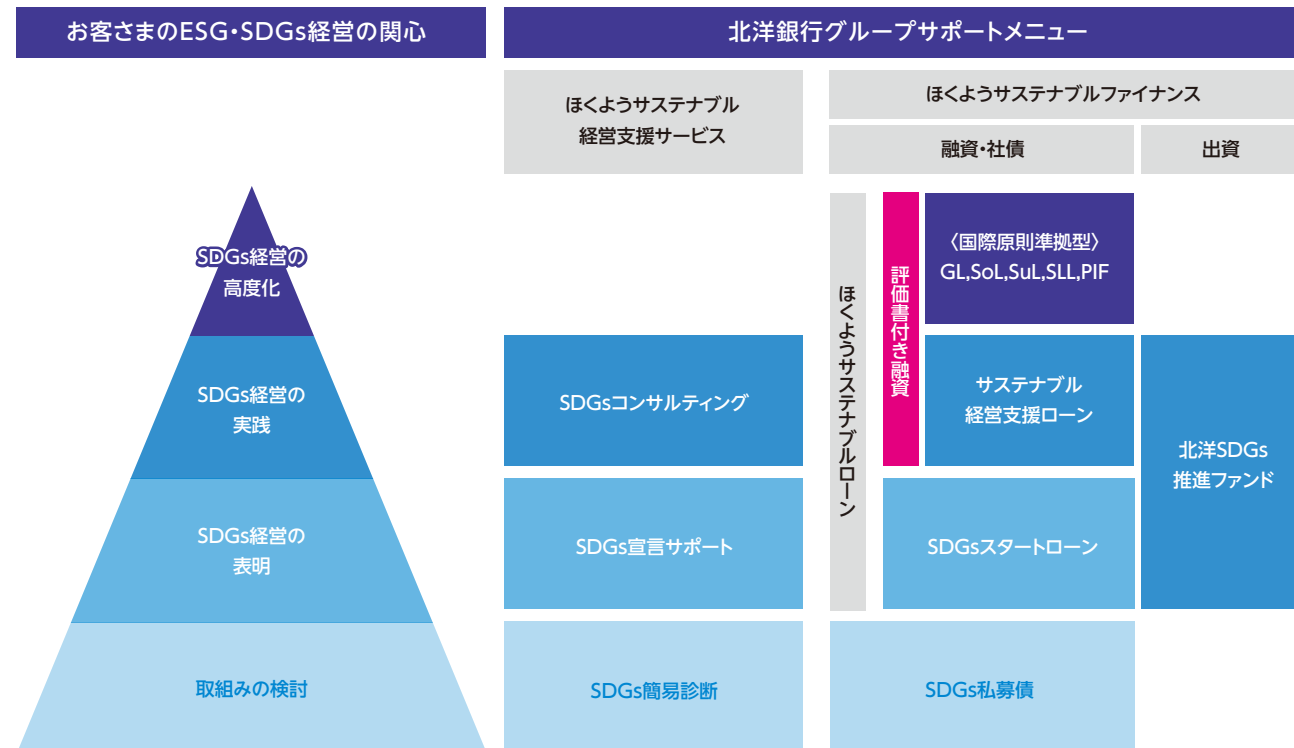 お客さまのESG・SDGs経営の関心
北洋銀行グループサポートメニュー
ほくようサステナブル
経営支援サービス
ほくようサステナブルファイナンス
融資・社債
出資
SDGs経営の
高度化
ほくようサステナブルローン
評価書付き融資
〈国際原則準拠型〉
GL,SoL,SuL,SLL,PIF
SDGs経営の
実践
SDGsコンサルティング
サステナブル
経営支援ローン
北洋SDGs
推進ファンド
SDGs経営の
表明
SDGs宣言サポート
SDGsスタートローン
取組みの検討
SDGs簡易診断
SDGs私募債